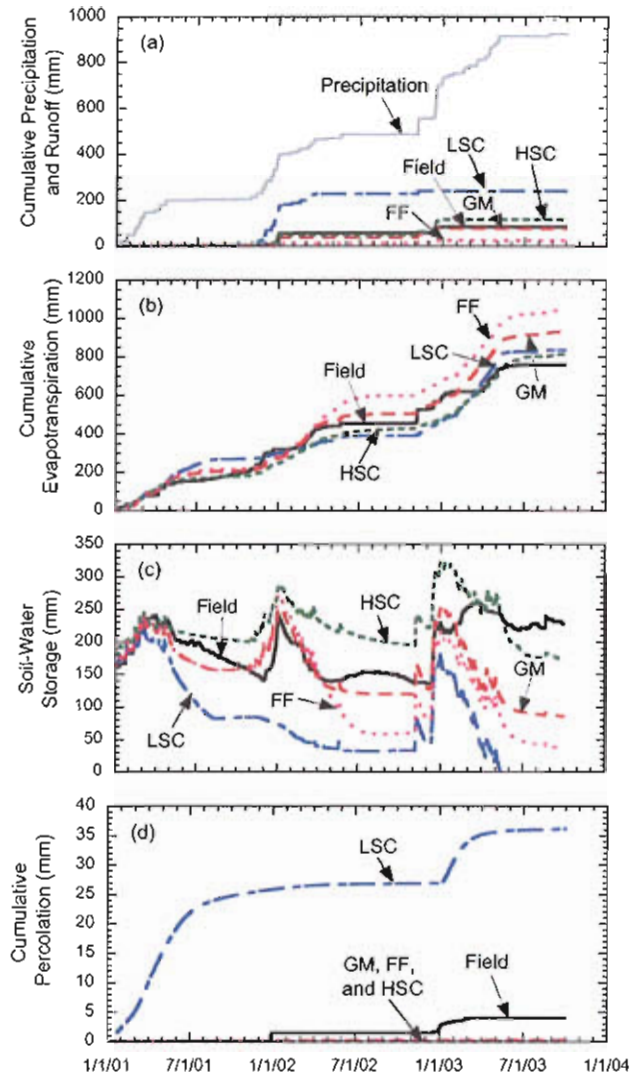 Cumulative Precipitation
and Runoff (mm)
1000
800
600
400
200
0
(a)
Precipitation
LSC
HSC
Field
GM
FF
Cumulative
Evapotranspiration (mm)
1200
1000
800
600
400
200
0
(b)
FF
LSC
Field
GM
HSC
Soil-Water
Storage (mm)
350
300
250
200
150
100
50
0
(c)
Field
HSC
GM
FF
LSC
Cumulative
Percolation (mm)
40
35
30
25
20
15
10
5
0
(d)
LSC
GM, FF,
and HSC
Field
1/1/01 7/1/01 1/1/02 7/1/02 1/1/03 7/1/03 1/1/04